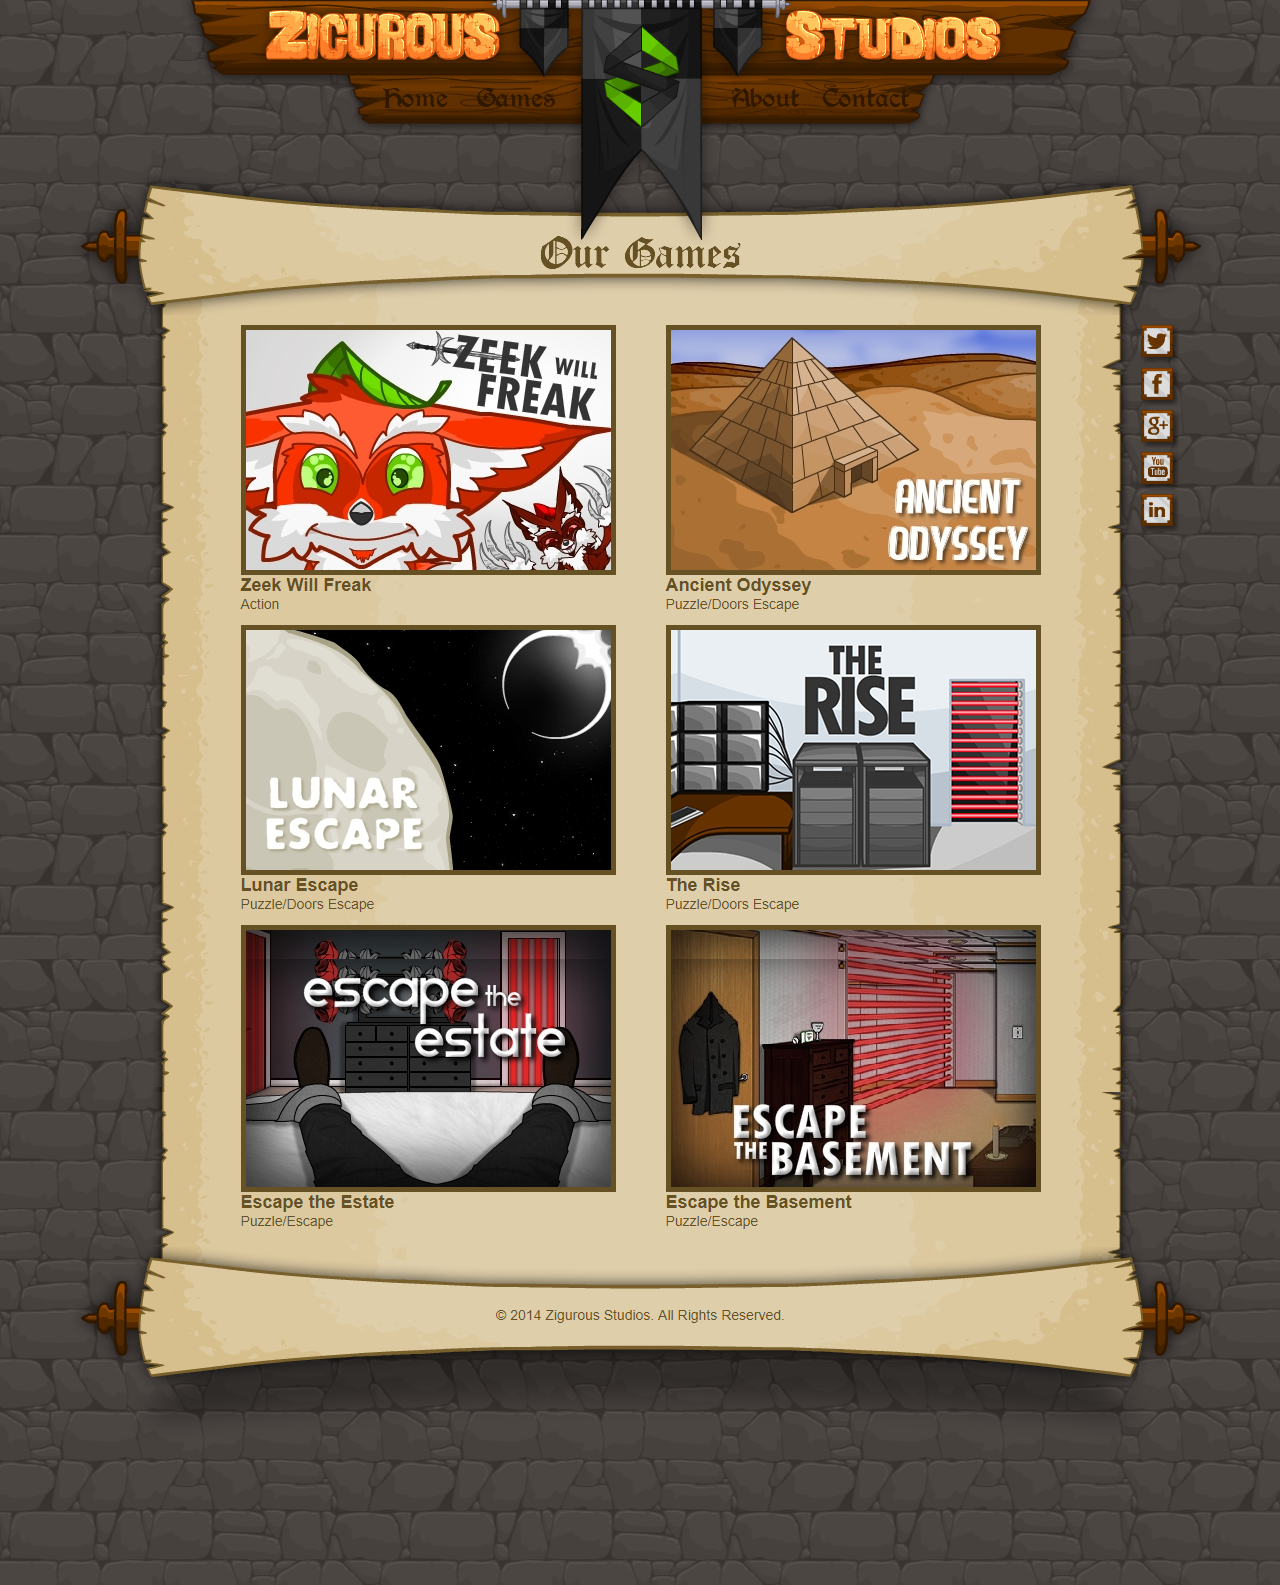 Zigurous Studios
Home Games About Contact
Our Games
ZEEK WILL
FREAK
Zeek Will Freak
Action
ANCIENT
ODYSSEY
Ancient Odyssey
Puzzle/Doors Escape
You
Tube
LUNAR
ESCAPE
Lunar Escape
Puzzle/Doors Escape
THE
RISE
The Rise
Puzzle/Doors Escape
escape the
estate
Escape the Estate
Puzzle/Escape
ESCAPE
THE BASEMENT
Escape the Basement
Puzzle/Escape
© 2014 Zigurous Studios. All Rights Reserved.